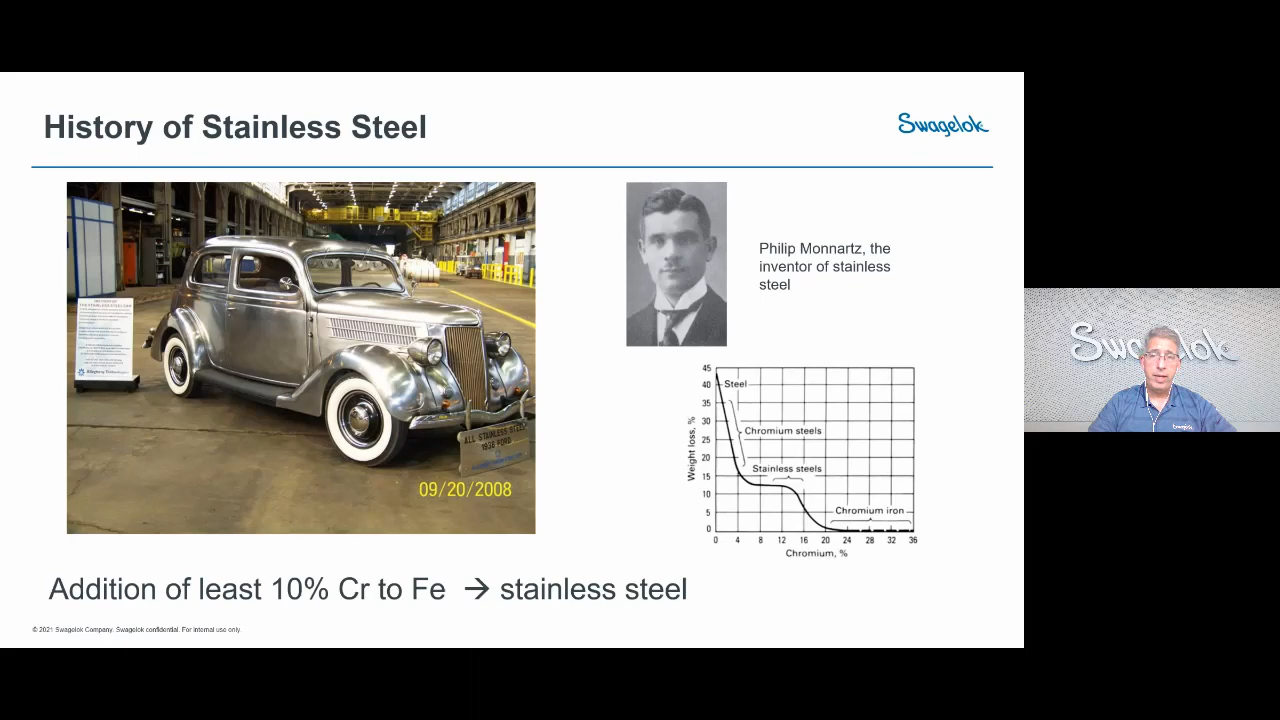 History of Stainless Steel
Swagelok
Philip Monnartz, the
inventor of stainless
steel
ALL STAINLESS STEEL
1936 FORD
09/20/2008
45
40
35
30
25
20
15
10
5
0
Weight loss, %
Steel
Chromium steels
Stainless steels
Chromium iron
0 4 8 12 16 20 24 28 32 36
Chromium, %
Addition of least 10% Cr to Fe → stainless steel
© 2021 Swagelok Company. Swagelok confidential. For internal use only.
Swagelok